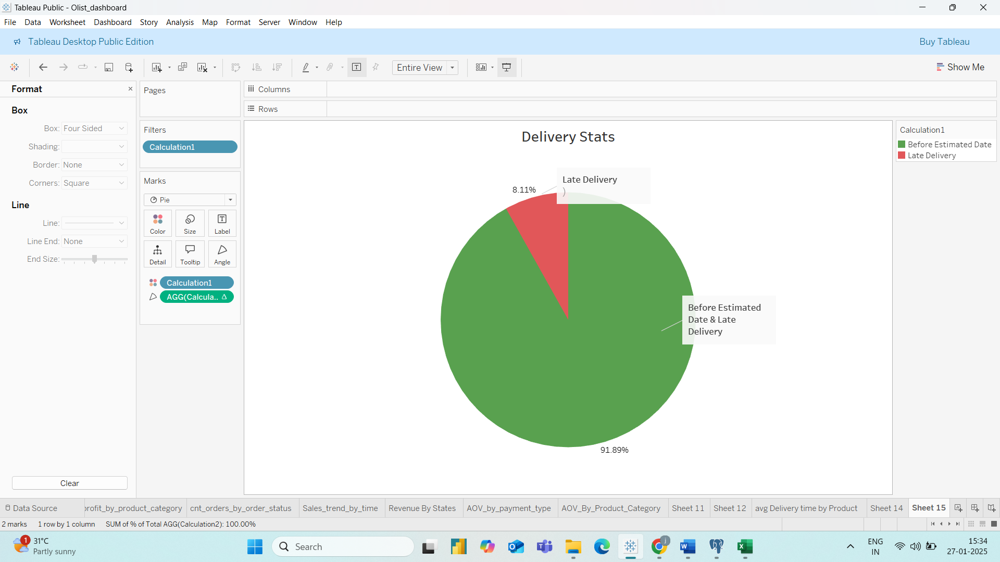 Tableau Public - Olist_dashboard
File Data Worksheet Dashboard Story Analysis Map Format Server Window Help
Tableau Desktop Public Edition
Buy Tableau
Entire View
Show Me
Format
Box
Box: Four Sided
Shading:
Border: None
Corners: Square
Line
Line:
Line End: None
End Size:
Clear
Pages
Filters
Calculation1
Marks
Pie
Color Size Label
Detail Tooltip Angle
Calculation1
AGG(Calcula..
Columns
Rows
Delivery Stats
Late Delivery
)
8.11%
Before Estimated
Date & Late
Delivery
91.89%
Calculation1
Before Estimated Date
Late Delivery
Data Source profit_by_product_category cnt_orders_by_order_status Sales_trend_by_time Revenue By States AOV_by_payment_type AOV_By_Product_Category Sheet 11 Sheet 12 avg Delivery time by Product Sheet 14 Sheet 15
2 marks 1 row by 1 column SUM of % of Total AGG(Calculation2): 100.00%
1
31°C
Partly sunny
Search
j
ENG
IN
15:34
27-01-2025